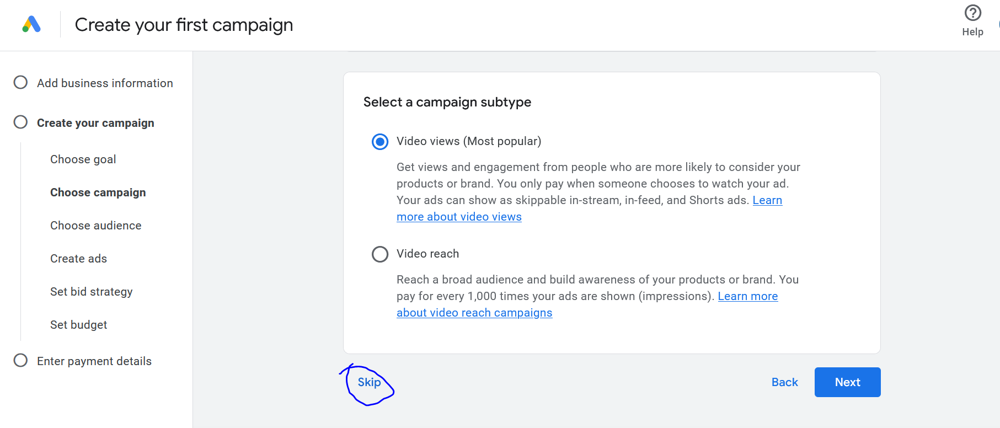 Create your first campaign
Help
Add business information
Create your campaign
Choose goal
Choose campaign
Choose audience
Create ads
Set bid strategy
Set budget
Enter payment details
Select a campaign subtype
Video views (Most popular)
Get views and engagement from people who are more likely to consider your
products or brand. You only pay when someone chooses to watch your ad.
Your ads can show as skippable in-stream, in-feed, and Shorts ads. Learn
more about video views
Video reach
Reach a broad audience and build awareness of your products or brand. You
pay for every 1,000 times your ads are shown (impressions). Learn more
about video reach campaigns
Skip
Back
Next